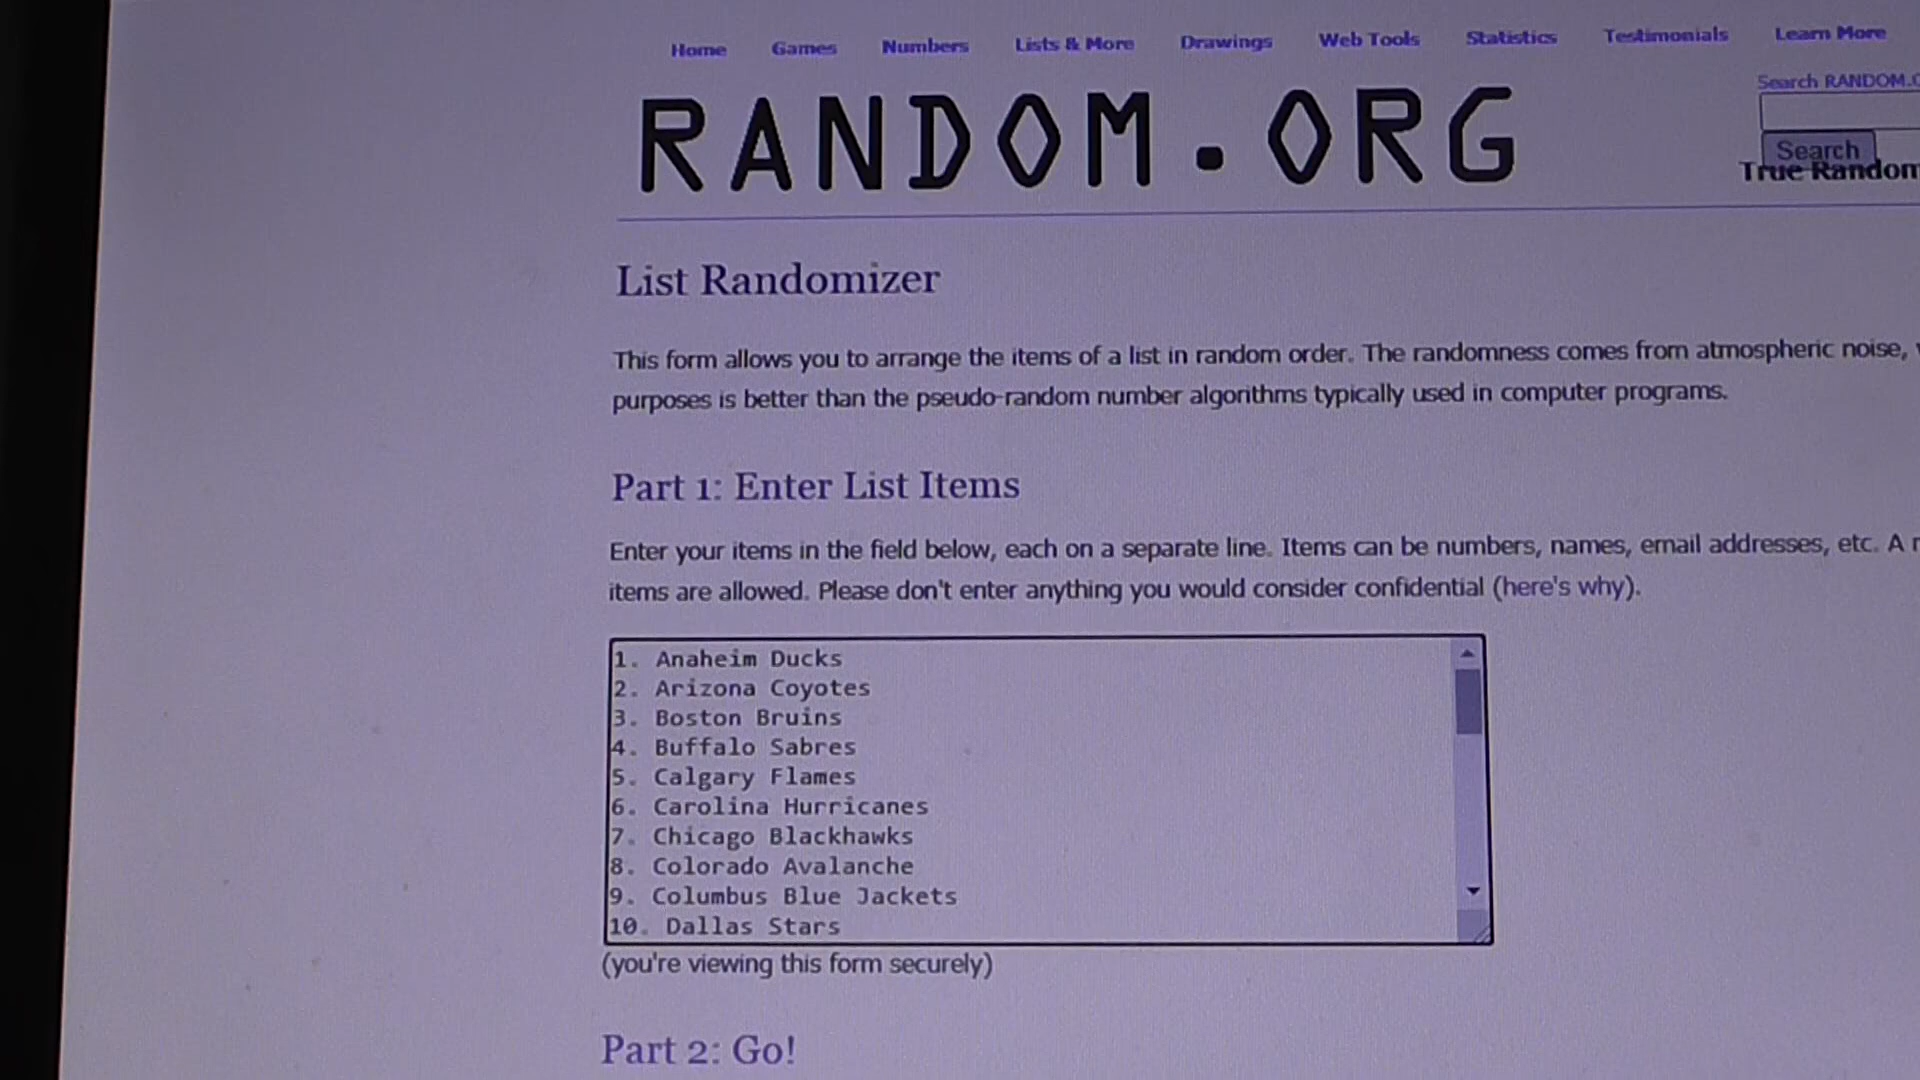 Home Games Numbers Lists & More Drawings Web Tools Statistics Testimonials Learn More
Search RANDOM.O
RANDOM.ORG
Search
True Random
List Randomizer
This form allows you to arrange the items of a list in random order. The randomness comes from atmospheric noise,
purposes is better than the pseudo-random number algorithms typically used in computer programs.
Part 1: Enter List Items
Enter your items in the field below, each on a separate line. Items can be numbers, names, email addresses, etc. A
items are allowed. Please don't enter anything you would consider confidential (here's why).
1. Anaheim Ducks
2. Arizona Coyotes
3. Boston Bruins
4. Buffalo Sabres
5. Calgary Flames
6. Carolina Hurricanes
7. Chicago Blackhawks
8. Colorado Avalanche
9. Columbus Blue Jackets
10. Dallas Stars
(you're viewing this form securely)
Part 2: Go!